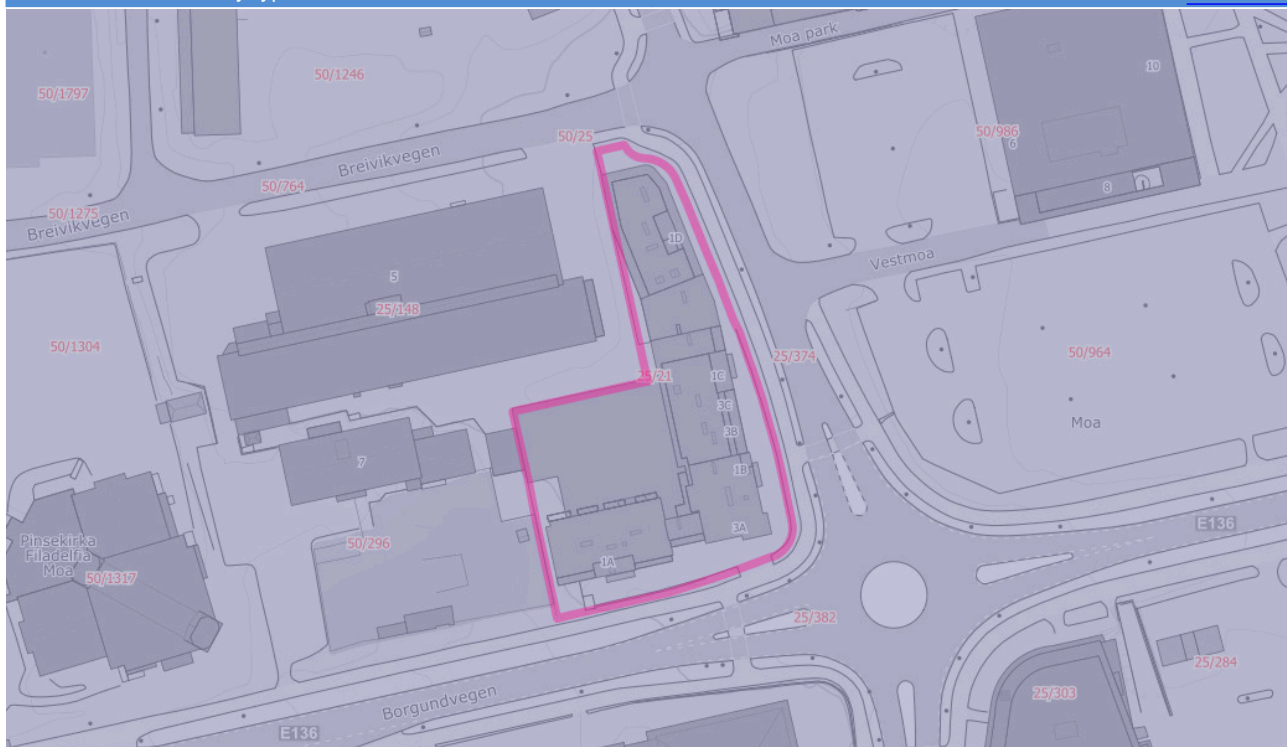 Moa park
50/1246
10
50/1797
50/986
50/25
6
Breivikvegen
50/764
8
50/1275
Breivikvegen
1D
Vestmoa
5
25/148
50/1304
25/374
50/964
25/21
1C
3C
Moa
3B
7
1B
E136
3A
Pinsekirka
Filadelfia
Moa
50/296
1A
50/1317
25/382
25/284
25/303
Borgundvegen
E136